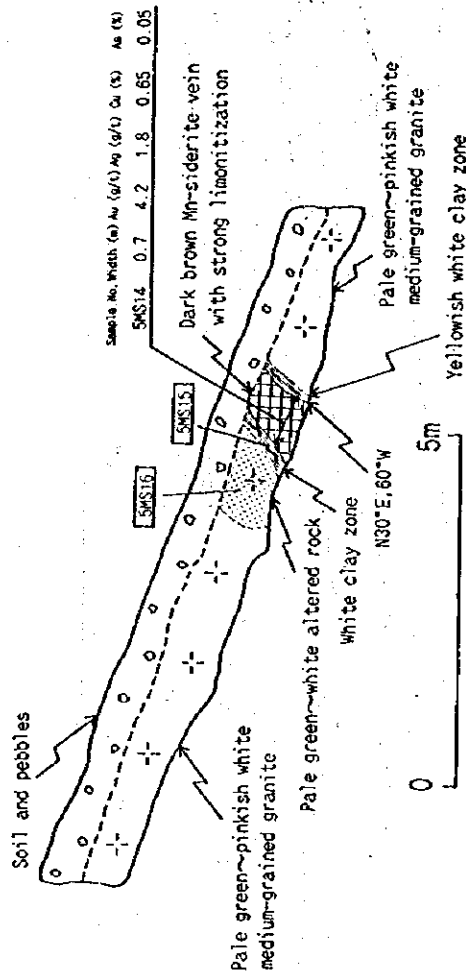 Sample No. Width (m) Au (g/t) Ag (g/t) Cu (%) As (%)
5MS14 0.7 4.2 1.8 0.65 0.05
Soil and pebbles
5MS16
5MS15
Dark brown Mn-siderite vein
with strong limonitization
Pale green~pinkish white
medium-grained granite
Pale green~white altered rock
White clay zone
N30°E,60°W
Pale green~pinkish white
medium-grained granite
Yellowish white clay zone
0 5m